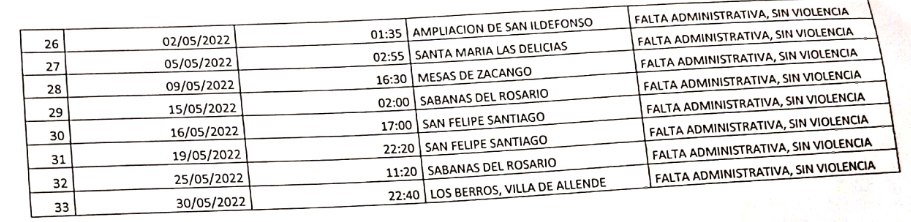 26 02/05/2022 01:35 AMPLIACION DE SAN ILDEFONSO FALTA ADMINISTRATIVA, SIN VIOLENCIA
27 05/05/2022 02:55 SANTA MARIA LAS DELICIAS FALTA ADMINISTRATIVA, SIN VIOLENCIA
28 09/05/2022 16:30 MESAS DE ZACANGO FALTA ADMINISTRATIVA, SIN VIOLENCIA
29 15/05/2022 02:00 SABANAS DEL ROSARIO FALTA ADMINISTRATIVA, SIN VIOLENCIA
30 16/05/2022 17:00 SAN FELIPE SANTIAGO FALTA ADMINISTRATIVA, SIN VIOLENCIA
31 19/05/2022 22:20 SAN FELIPE SANTIAGO FALTA ADMINISTRATIVA, SIN VIOLENCIA
32 25/05/2022 11:20 SABANAS DEL ROSARIO FALTA ADMINISTRATIVA, SIN VIOLENCIA
33 30/05/2022 22:40 LOS BERROS, VILLA DE ALLENDE FALTA ADMINISTRATIVA, SIN VIOLENCIA